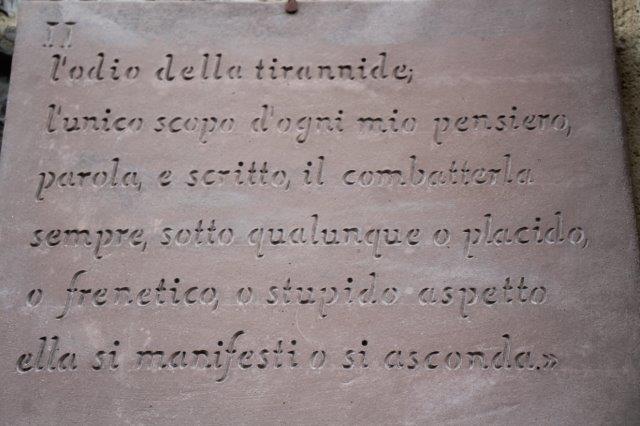 l'odio della tirannide;
l'unico scopo d'ogni mio pensiero,
parola, e scritto, il combatterla
sempre, sotto qualunque o placido,
o frenetico, o stupido aspetto
ella si manifesti o si asconda.»